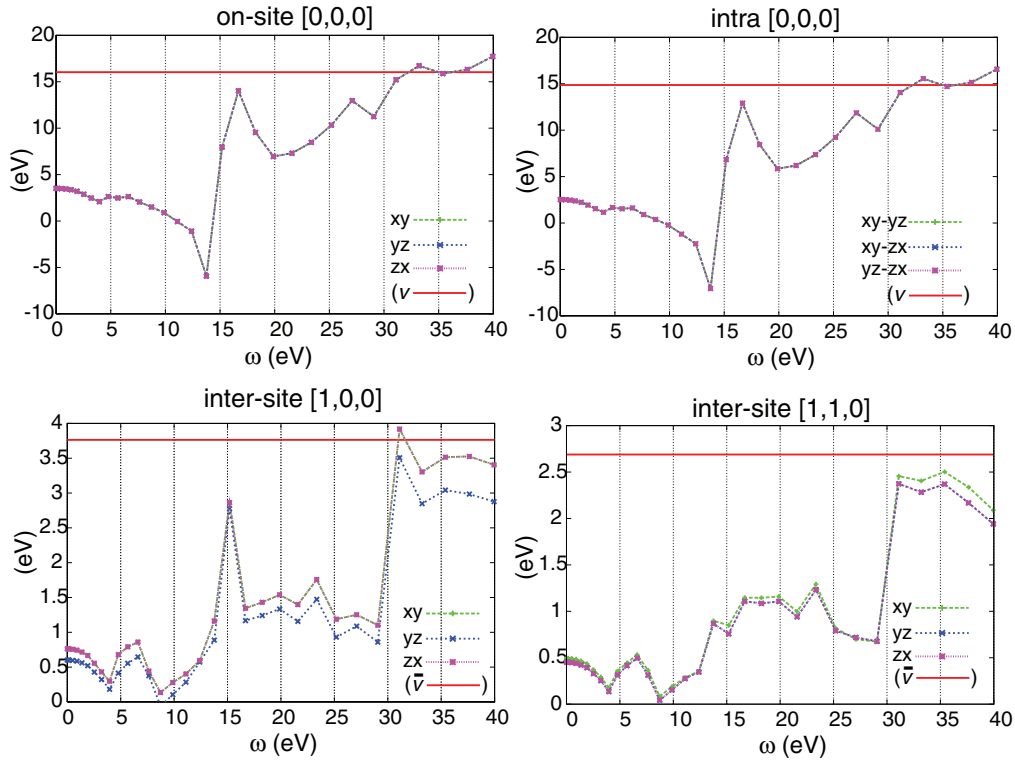 on-site [0,0,0]
20
15
10
5
0
-5
-10
(eV)
xy
yz
zx
(v)
0 5 10 15 20 25 30 35 40
ω (eV)
intra [0,0,0]
20
15
10
5
0
-5
-10
(eV)
xy-yz
xy-zx
yz-zx
(v)
0 5 10 15 20 25 30 35 40
ω (eV)
inter-site [1,0,0]
4
3.5
3
2.5
2
1.5
1
0.5
0
(eV)
xy
yz
zx
(v̄)
0 5 10 15 20 25 30 35 40
ω (eV)
inter-site [1,1,0]
3
2.5
2
1.5
1
0.5
0
(eV)
xy
yz
zx
(v̄)
0 5 10 15 20 25 30 35 40
ω (eV)